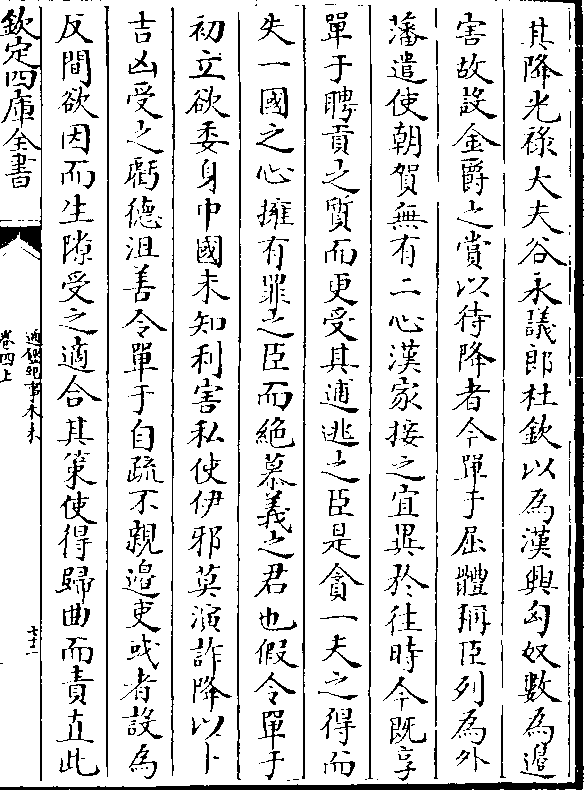 其降光禄大夫谷永議郎杜欽以為漢興匈奴數為邊
害故設金爵之賞以待降者今單于屈體稱臣列為外
藩遣使朝賀無有二心漢家接之宜異於往時今既享
單于聘貢之質而更受其逋逃之臣是貪一夫之得而
失一國之心擁有罪之臣而絶慕義之君也假令單于
初立欲委身中國未知利害私使伊邪莫演詐降以卜
吉凶受之虧德沮善令單于自疏不親邊吏或者設為
反間欲因而生隙受之適合其策使得歸曲而責直此
欽定四庫全書
通鑑紀事本末
卷四上